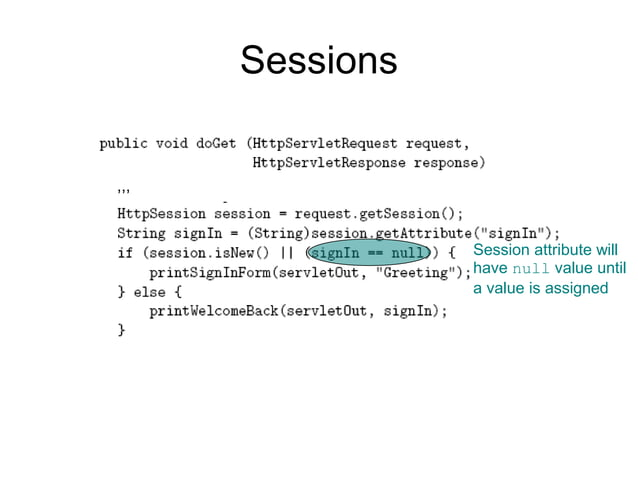 Sessions
public void doGet (HttpServletRequest request,
HttpServletResponse response)
,,,
HttpSession session = request.getSession();
String signIn = (String)session.getAttribute("signIn");
if (session.isNew() || (signIn == null)) {
printSignInForm(servletOut, "Greeting");
} else {
printWelcomeBack(servletOut, signIn);
}
Session attribute will
have null value until
a value is assigned